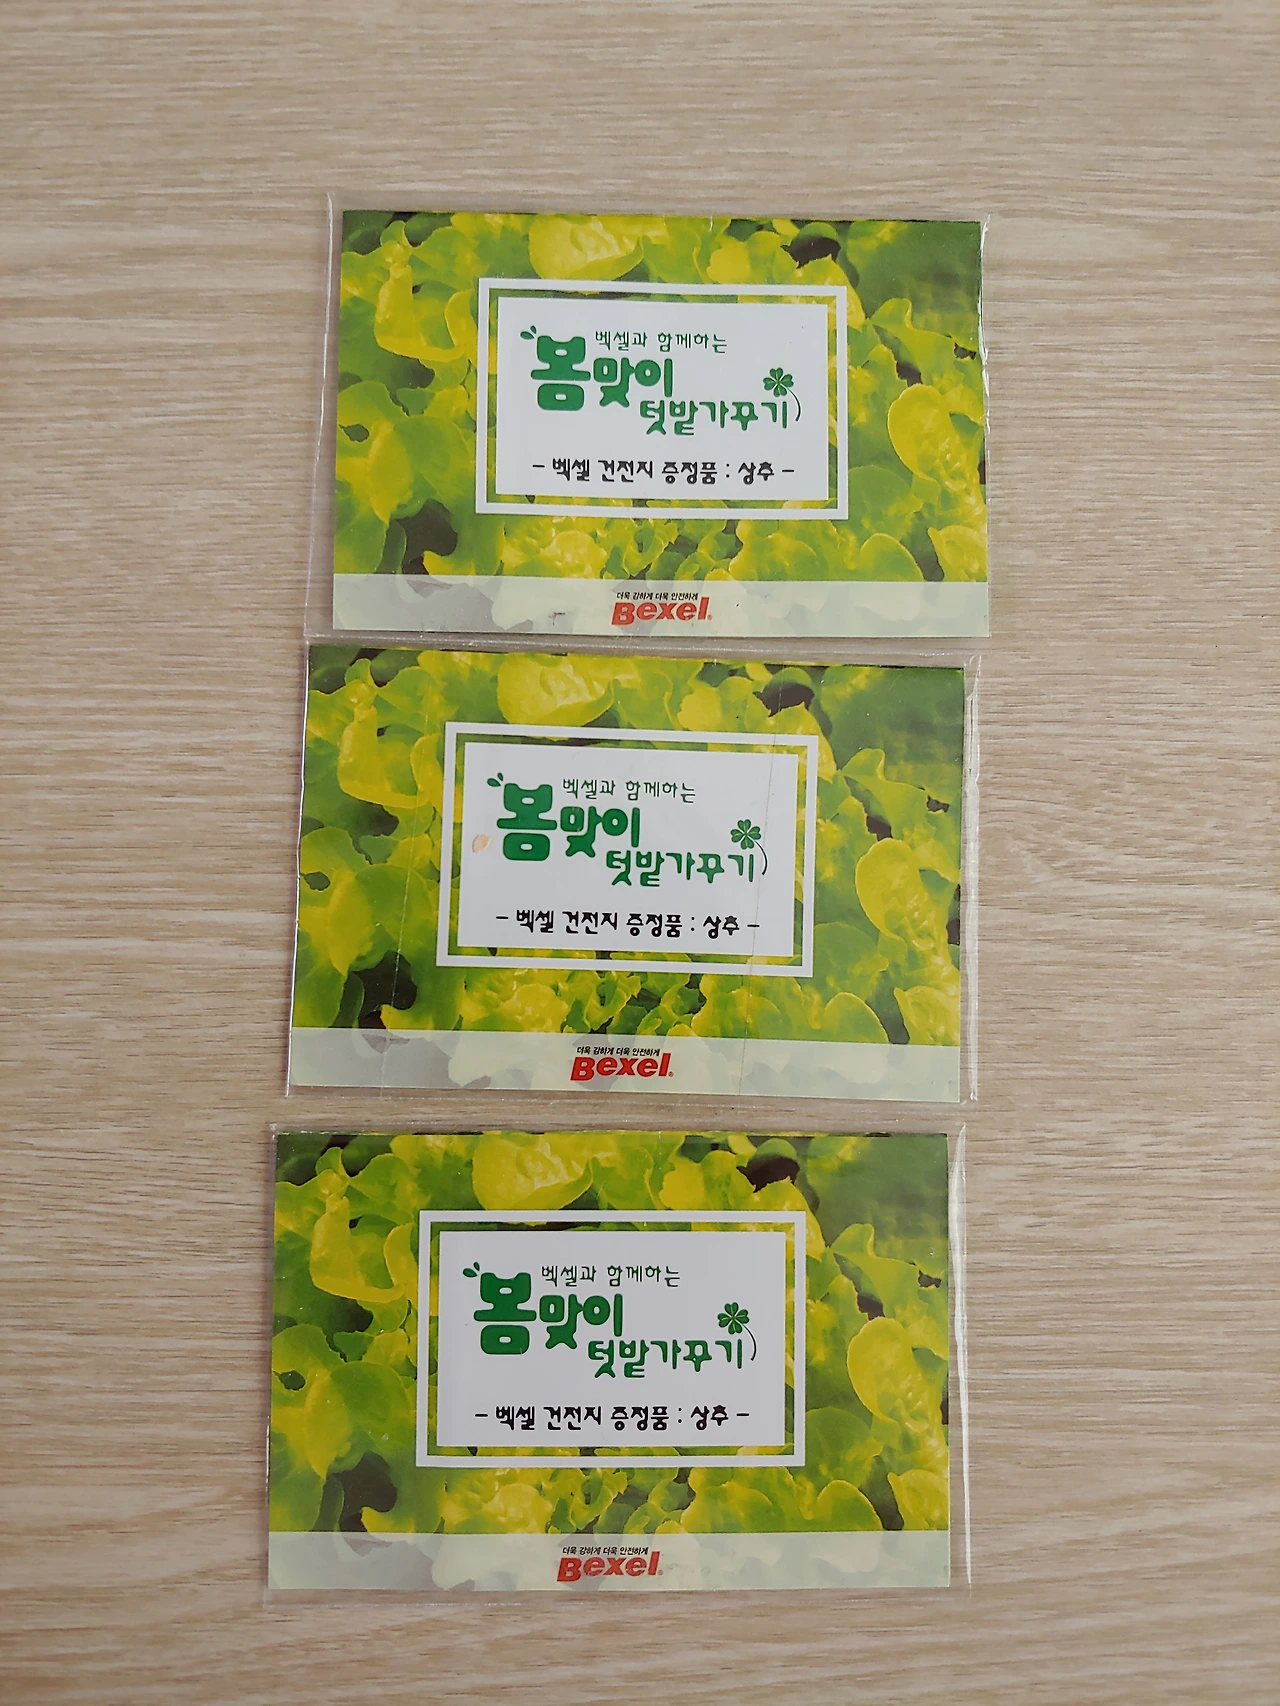 벡셀과 함께하는
봄맞이
텃밭가꾸기
- 벡셀 건전지 증정품 : 상추 -
더욱 강하게 더욱 안전하게
Bexel®
벡셀과 함께하는
봄맞이
텃밭가꾸기
- 벡셀 건전지 증정품 : 상추 -
더욱 강하게 더욱 안전하게
Bexel®
벡셀과 함께하는
봄맞이
텃밭가꾸기
- 벡셀 건전지 증정품 : 상추 -
더욱 강하게 더욱 안전하게
Bexel®